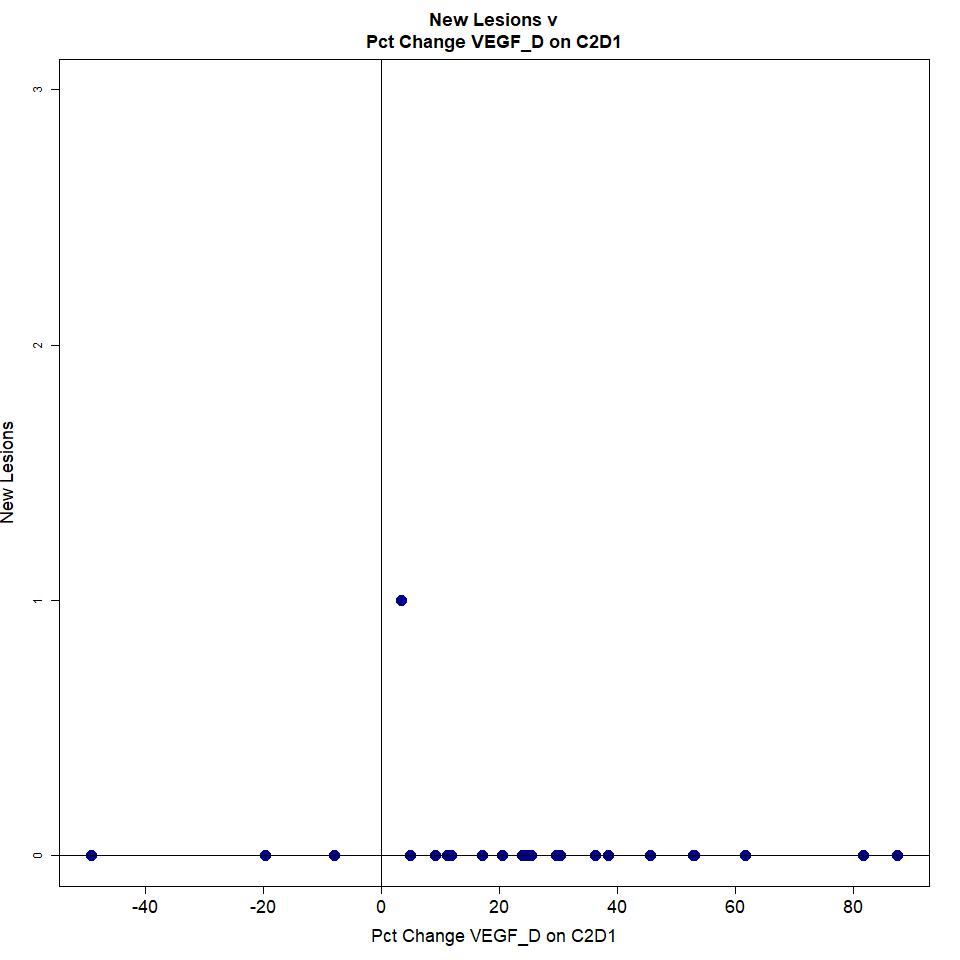 New Lesions v
Pct Change VEGF_D on C2D1
3
2
1
0
New Lesions
-40 -20 0 20 40 60 80
Pct Change VEGF_D on C2D1